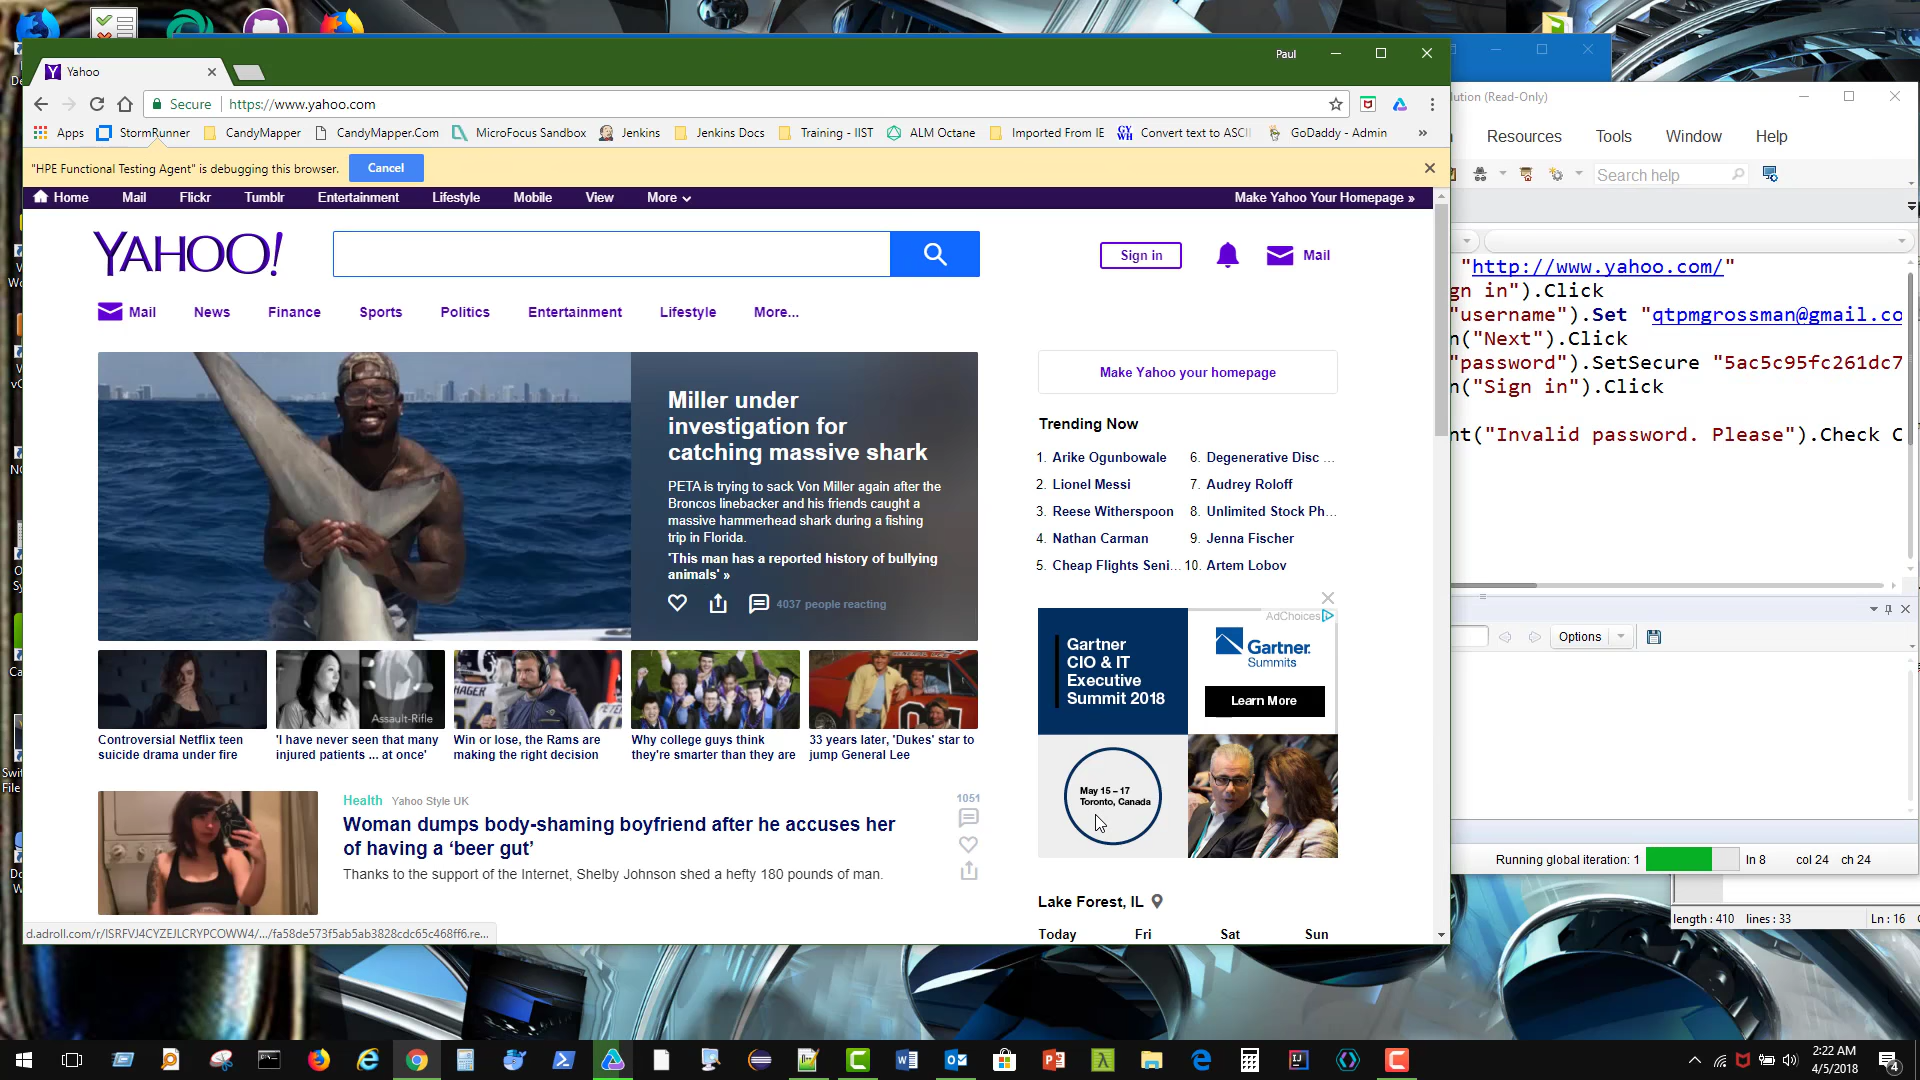 Paul
Yahoo
Secure
https://www.yahoo.com
Apps
StormRunner
CandyMapper
CandyMapper.Com
MicroFocus Sandbox
Jenkins
Jenkins Docs
Training - IIST
ALM Octane
Imported From IE
Convert text to ASCII
GoDaddy - Admin
»
"HPE Functional Testing Agent" is debugging this browser.
Cancel
Home
Mail
Flickr
Tumblr
Entertainment
Lifestyle
Mobile
View
More
Make Yahoo Your Homepage »
YAHOO!
Sign in
Mail
Mail
News
Finance
Sports
Politics
Entertainment
Lifestyle
More...
Miller under
investigation for
catching massive shark
PETA is trying to sack Von Miller again after the
Broncos linebacker and his friends caught a
massive hammerhead shark during a fishing
trip in Florida.
'This man has a reported history of bullying
animals' »
4037 people reacting
Assault-Rifle
Controversial Netflix teen
suicide drama under fire
'I have never seen that many
injured patients ... at once'
Win or lose, the Rams are
making the right decision
Why college guys think
they're smarter than they are
33 years later, 'Dukes' star to
jump General Lee
Health Yahoo Style UK
Woman dumps body-shaming boyfriend after he accuses her
of having a ‘beer gut’
Thanks to the support of the Internet, Shelby Johnson shed a hefty 180 pounds of man.
1051
d.adroll.com/r/ISRFVJ4CYZEJLCRYPCOWW4/.../fa58de573f5ab5ab3828cdc65c468ff6.re...
Make Yahoo your homepage
Trending Now
1. Arike Ogunbowale
2. Lionel Messi
3. Reese Witherspoon
4. Nathan Carman
5. Cheap Flights Seni...
6. Degenerative Disc ...
7. Audrey Roloff
8. Unlimited Stock Ph...
9. Jenna Fischer
10. Artem Lobov
AdChoices
Gartner
CIO & IT
Executive
Summit 2018
Gartner
Summits
Learn More
May 15 – 17
Toronto, Canada
Lake Forest, IL
Today Fri Sat Sun
ution (Read-Only)
Resources
Tools
Window
Help
Search help
"http://www.yahoo.com/"
gn in").Click
"username").Set "qtpmgrossman@gmail.co
n("Next").Click
"password").SetSecure "5ac5c95fc261dc7
n("Sign in").Click
nt("Invalid password. Please").Check C
Options
Running global iteration: 1
ln 8 col 24 ch 24
length : 410 lines : 33
Ln : 16
2:22 AM
4/5/2018
4